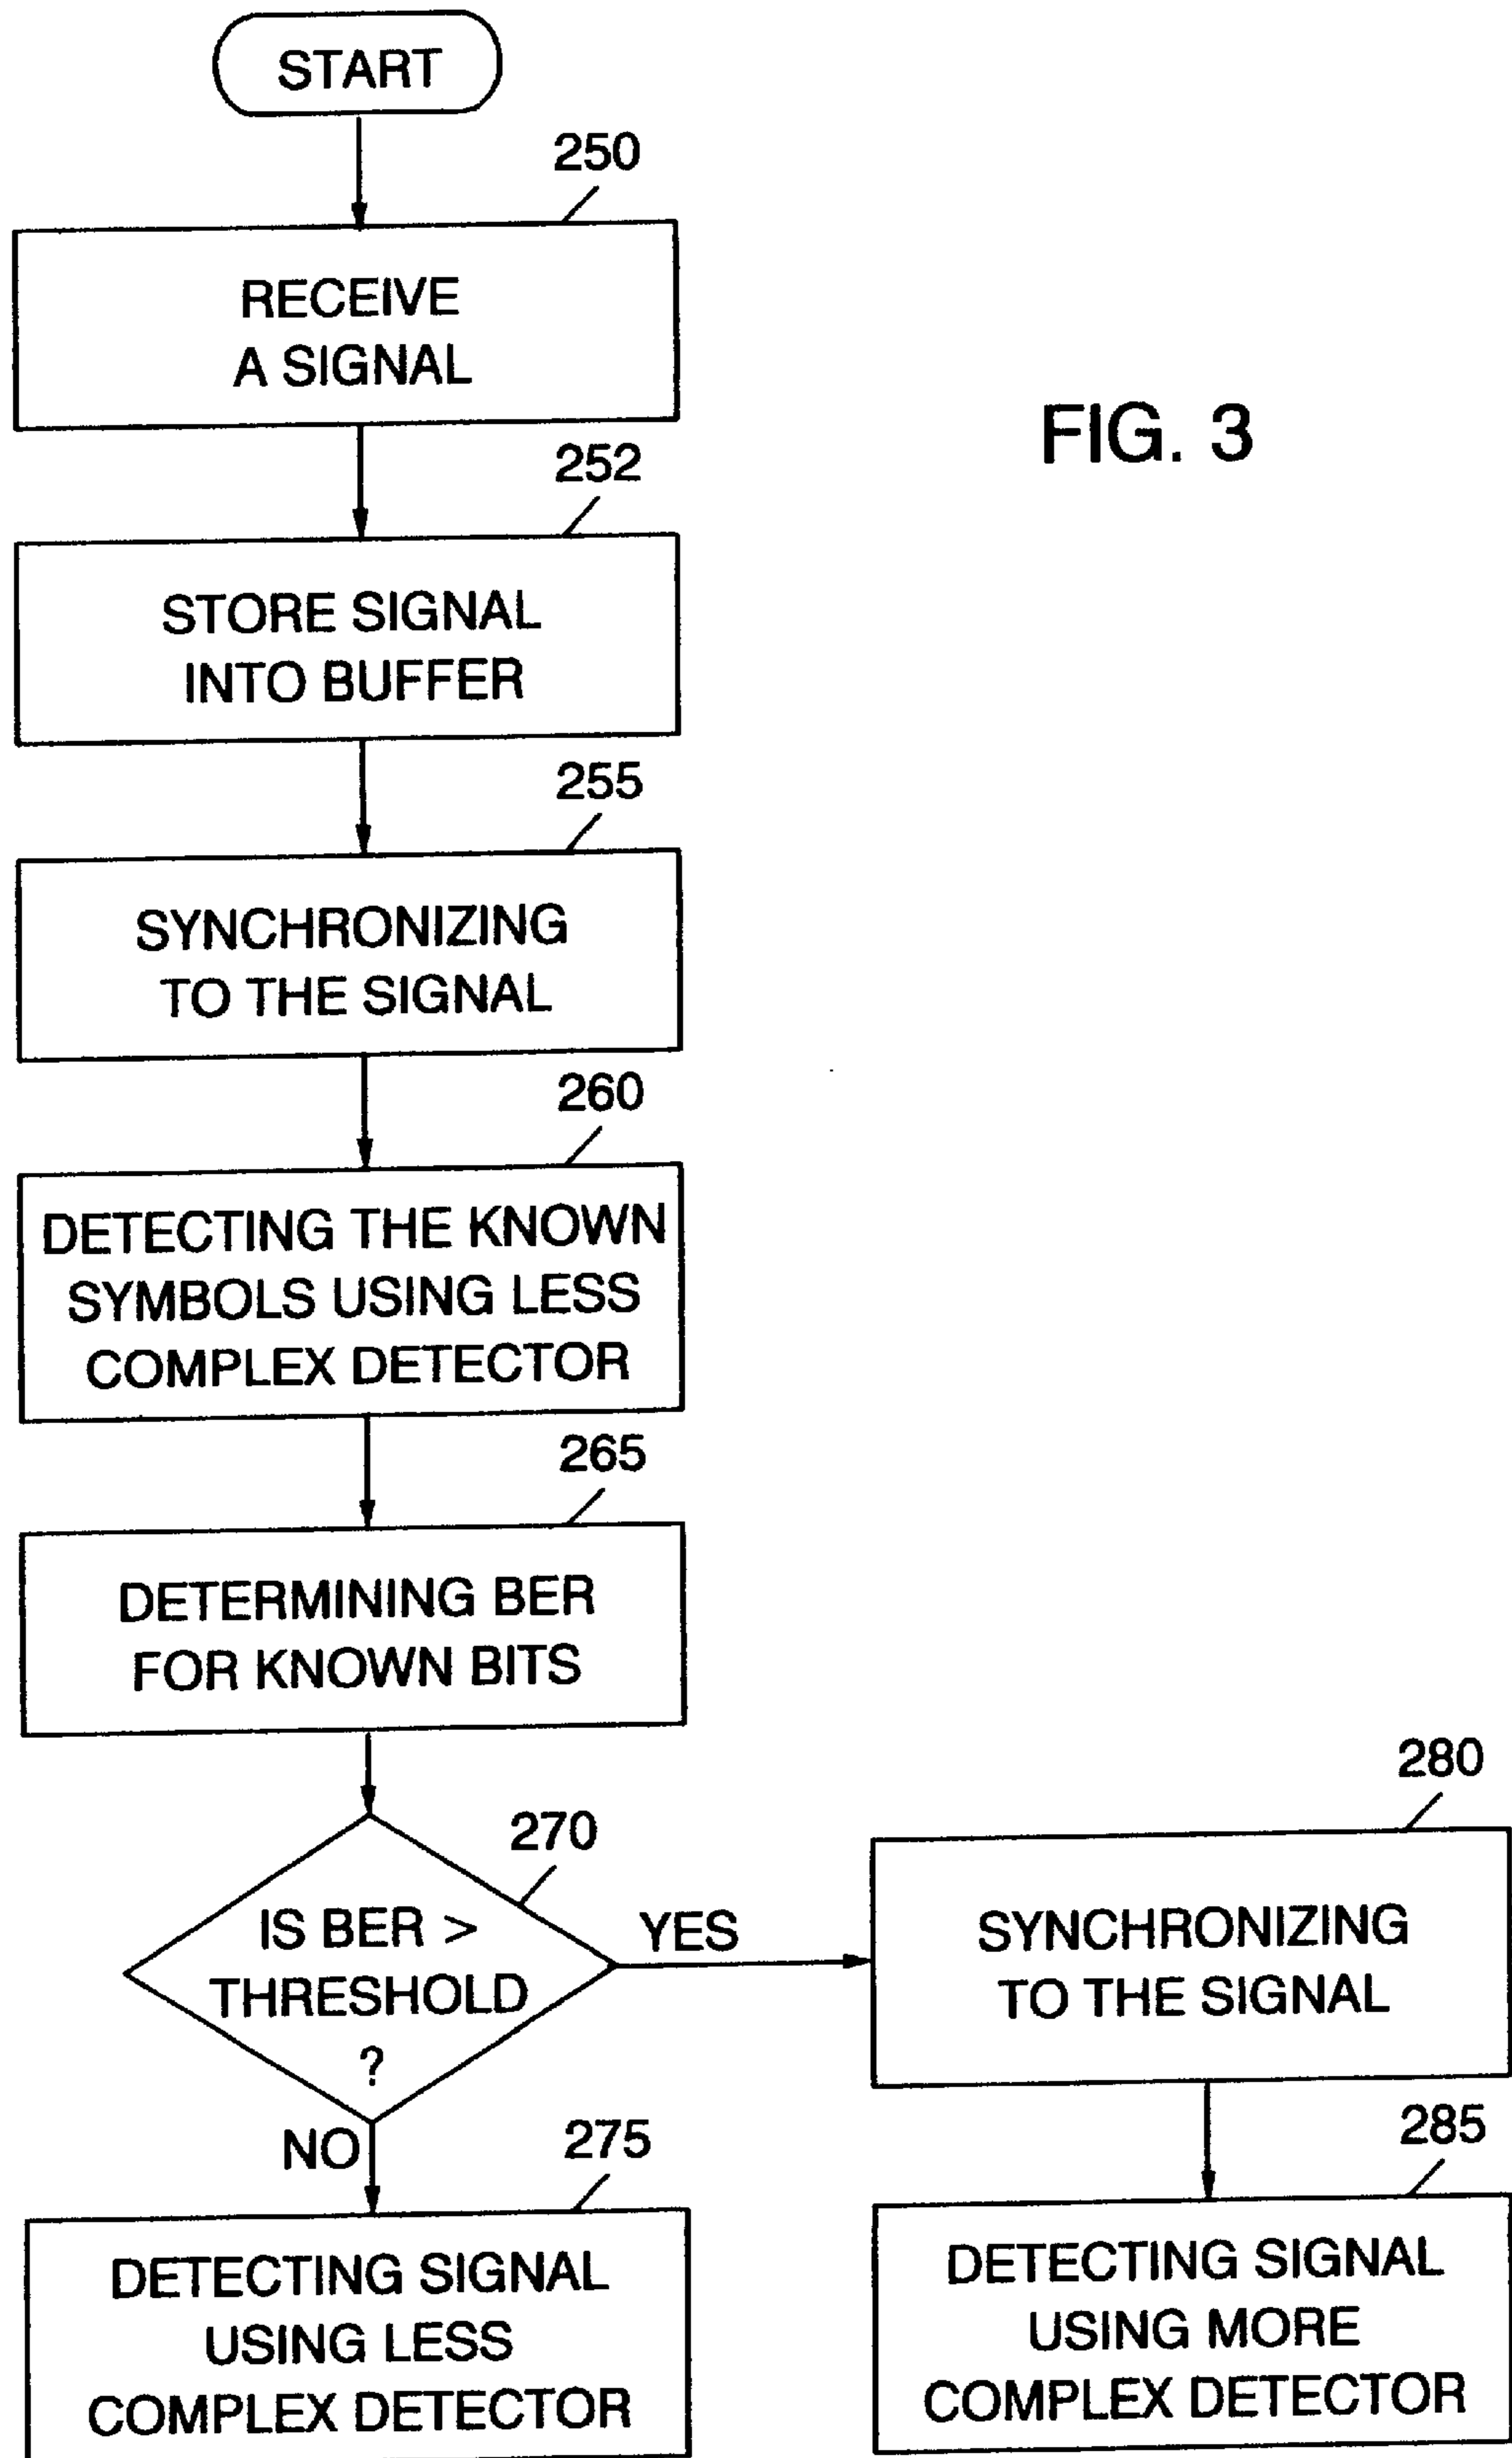 START
250
RECEIVE
A SIGNAL
FIG. 3
252
STORE SIGNAL
INTO BUFFER
255
SYNCHRONIZING
TO THE SIGNAL
260
DETECTING THE KNOWN
SYMBOLS USING LESS
COMPLEX DETECTOR
265
DETERMINING BER
FOR KNOWN BITS
270
IS BER >
THRESHOLD
?
YES
280
SYNCHRONIZING
TO THE SIGNAL
NO
275
DETECTING SIGNAL
USING LESS
COMPLEX DETECTOR
285
DETECTING SIGNAL
USING MORE
COMPLEX DETECTOR